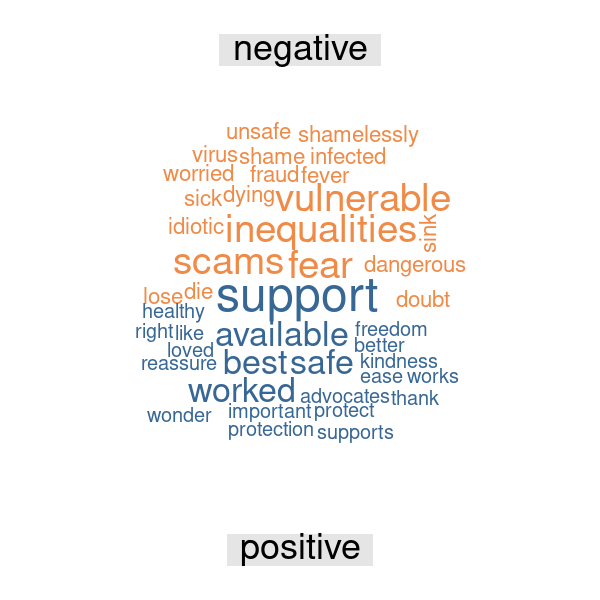 negative
unsafe shamelessly
virus shame infected
worried fraud fever
sick dying vulnerable
idiotic inequalities sink
scams fear dangerous
lose die support doubt
healthy
right like available freedom
loved better
reassure best safe kindness
ease works
worked advocates thank
wonder important protect
protection supports
positive